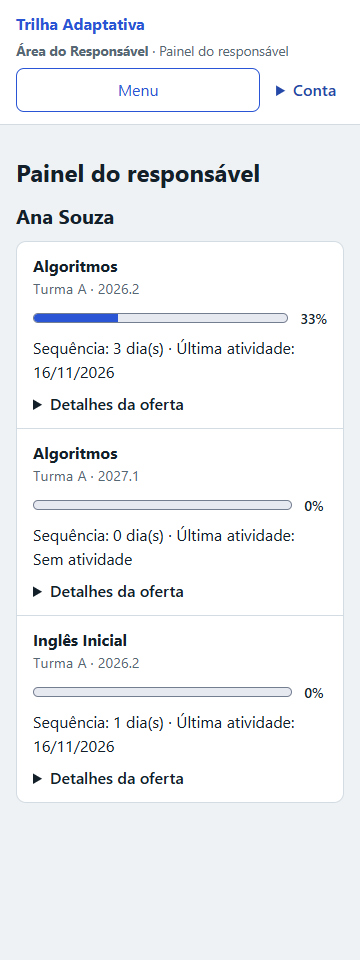 Trilha Adaptativa
Área do Responsável · Painel do responsável
Menu
Conta
Painel do responsável
Ana Souza
Algoritmos
Turma A · 2026.2
33%
Sequência: 3 dia(s) · Última atividade:
16/11/2026
Detalhes da oferta
Algoritmos
Turma A · 2027.1
0%
Sequência: 0 dia(s) · Última atividade:
Sem atividade
Detalhes da oferta
Inglês Inicial
Turma A · 2026.2
0%
Sequência: 1 dia(s) · Última atividade:
16/11/2026
Detalhes da oferta